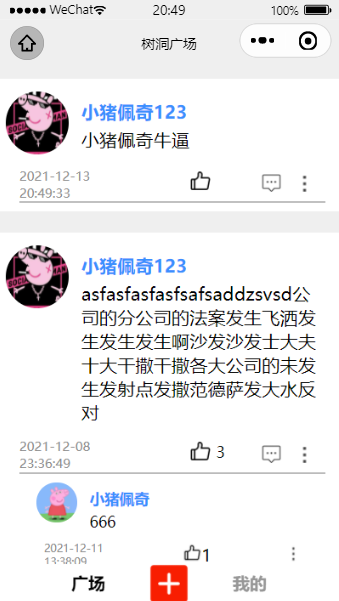 WeChat 20:49 100%
树洞广场
小猪佩奇123
小猪佩奇牛逼
2021-12-13
20:49:33
小猪佩奇123
asfasfasfasfsafsaddzsvsd公
司的分公司的法案发生飞洒发
生发生发生啊沙发沙发士大夫
十大干撒干撒各大公司的未发
生发射点发撒范德萨发大水反
对
2021-12-08
23:36:49
3
小猪佩奇
666
2021-12-11
13:38:09
1
广场 我的